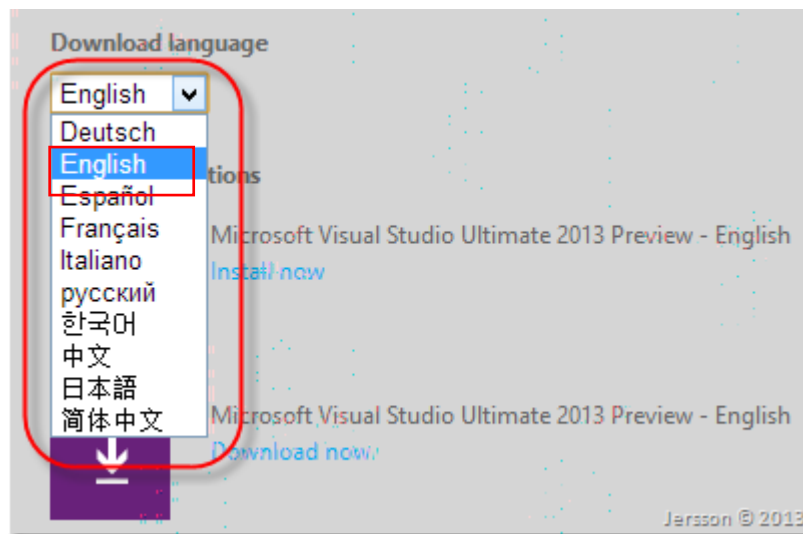 Download language
English
Deutsch
English
Español
Français
Italiano
русский
한국어
中文
日本語
简体中文
tions
Microsoft Visual Studio Ultimate 2013 Preview - English
Install now
Microsoft Visual Studio Ultimate 2013 Preview - English
Download now
Jersson © 2013